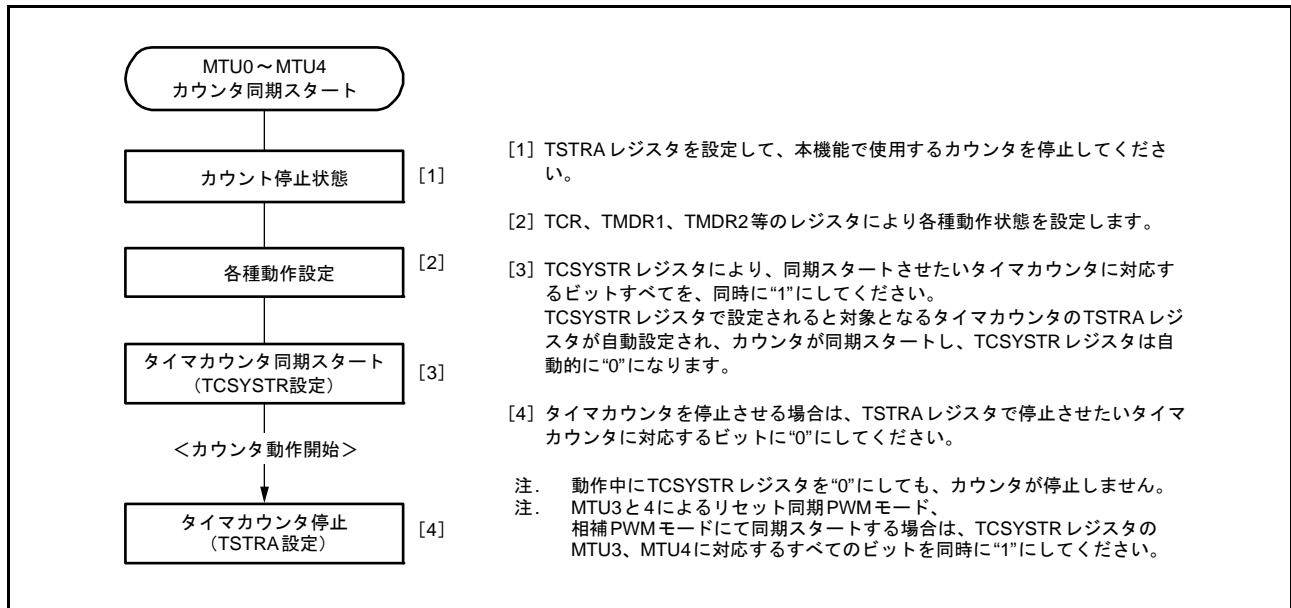 MTU0～MTU4
カウンタ同期スタート
カウント停止状態
[1]
各種動作設定
[2]
タイマカウンタ同期スタート
（TCSYSTR設定）
[3]
＜カウンタ動作開始＞
タイマカウンタ停止
（TSTRA設定）
[4]
[1] TSTRAレジスタを設定して、本機能で使用するカウンタを停止してくださ
い。
[2] TCR、TMDR1、TMDR2等のレジスタにより各種動作状態を設定します。
[3] TCSYSTRレジスタにより、同期スタートさせたいタイマカウンタに対応す
るビットすべてを、同時に“1”にしてください。
TCSYSTRレジスタで設定されると対象となるタイマカウンタのTSTRAレジ
スタが自動設定され、カウンタが同期スタートし、TCSYSTRレジスタは自
動的に“0”になります。
[4] タイマカウンタを停止させる場合は、TSTRAレジスタで停止させたいタイマ
カウンタに対応するビットに“0”にしてください。
注. 動作中にTCSYSTRレジスタを“0”にしても、カウンタが停止しません。
注. MTU3と4によるリセット同期PWMモード、
相補PWMモードにて同期スタートする場合は、TCSYSTRレジスタの
MTU3、MTU4に対応するすべてのビットを同時に“1”にしてください。